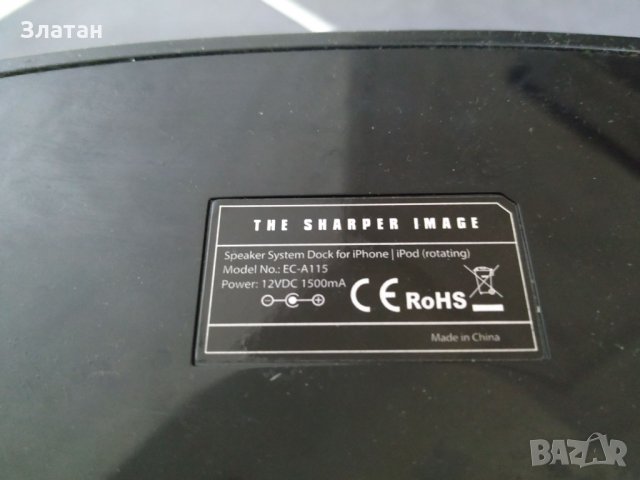 Златан
THE SHARPER IMAGE
Speaker System Dock for iPhone | iPod (rotating)
Model No.: EC-A115
Power: 12VDC 1500mA
CE RoHS
Made in China
BAZAR